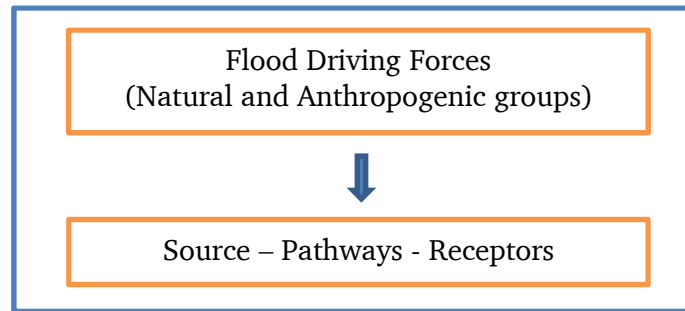 Flood Driving Forces
(Natural and Anthropogenic groups)
Source – Pathways - Receptors